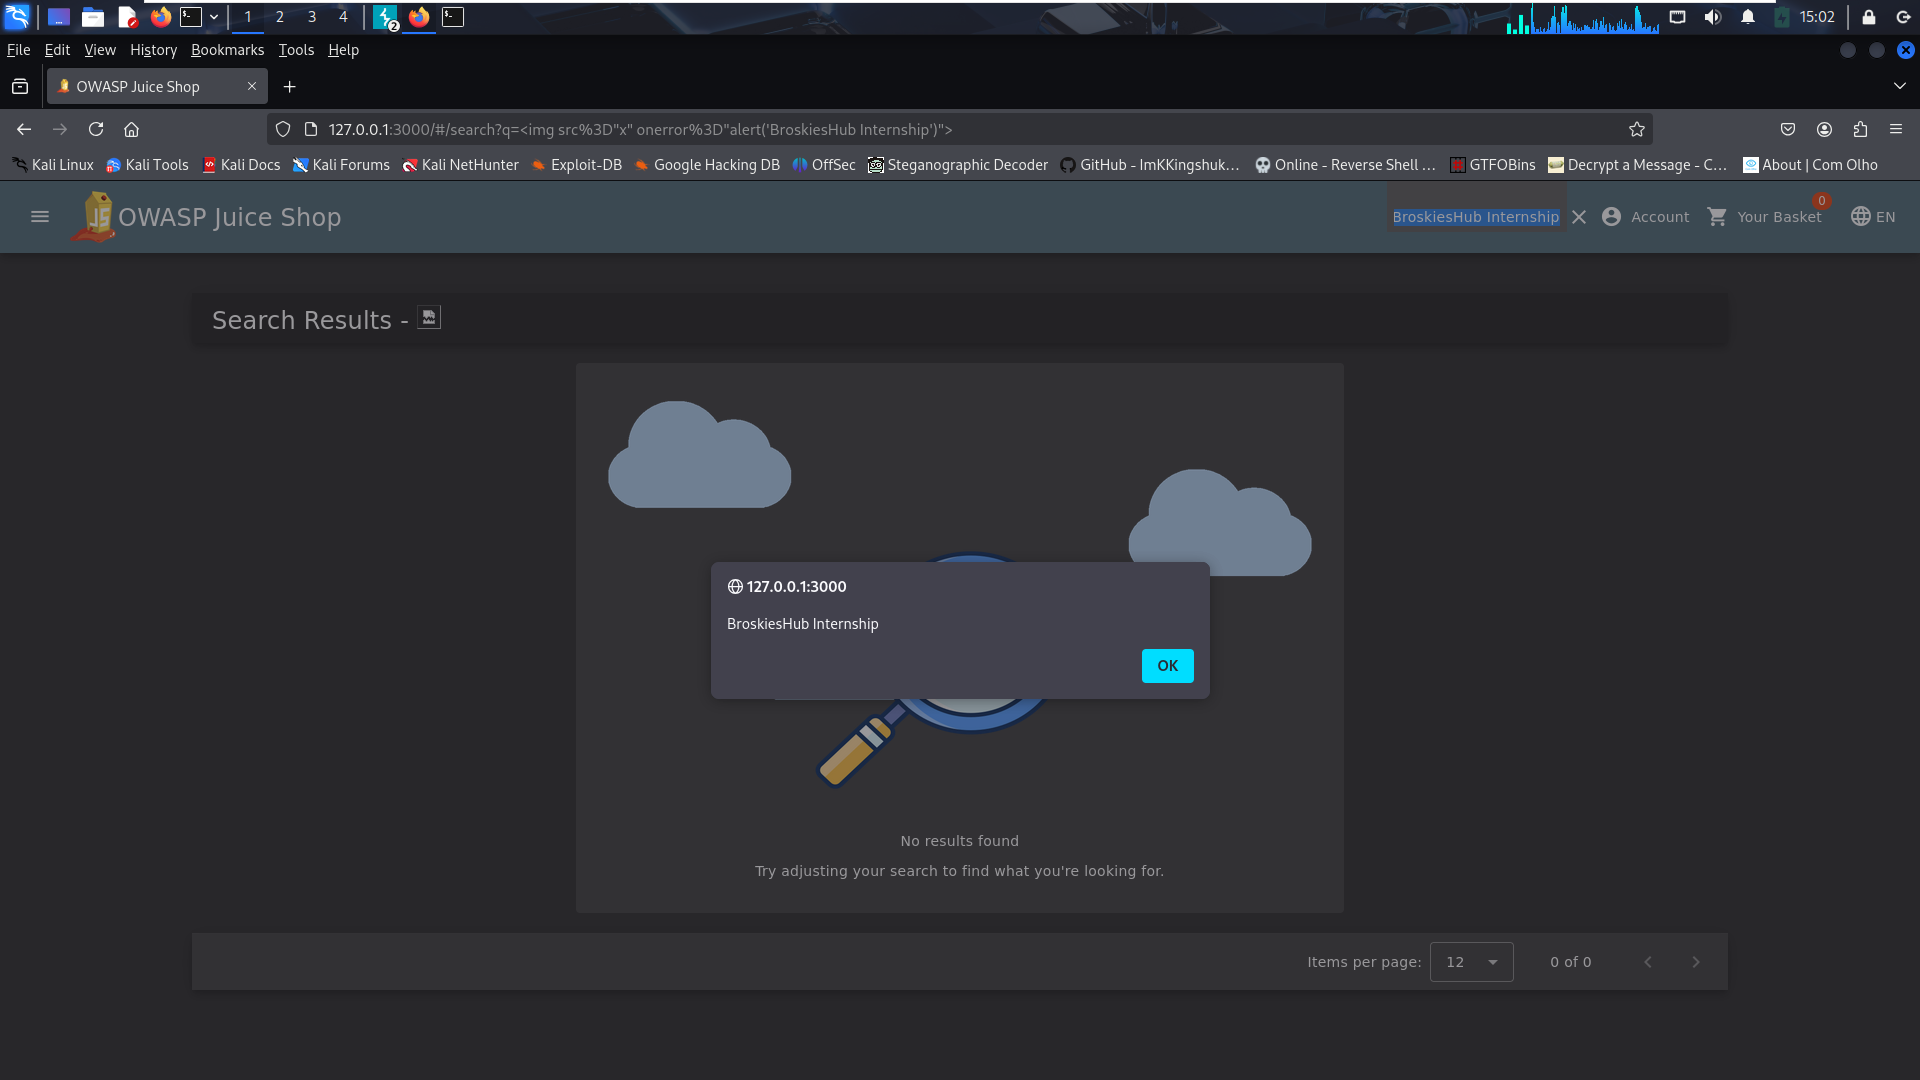 1 2 3 4 2 15:02
File Edit View History Bookmarks Tools Help
OWASP Juice Shop
127.0.0.1:3000/#/search?q=<img src%3D"x" onerror%3D"alert('BroskiesHub Internship')">
Kali Linux Kali Tools Kali Docs Kali Forums Kali NetHunter Exploit-DB Google Hacking DB OffSec Steganographic Decoder GitHub - ImKKingshuk… Online - Reverse Shell … GTFOBins Decrypt a Message - C… About | Com Olho
JS OWASP Juice Shop BroskiesHub Internship Account Your Basket 0 EN
Search Results -
127.0.0.1:3000
BroskiesHub Internship
OK
No results found
Try adjusting your search to find what you're looking for.
Items per page: 12 0 of 0